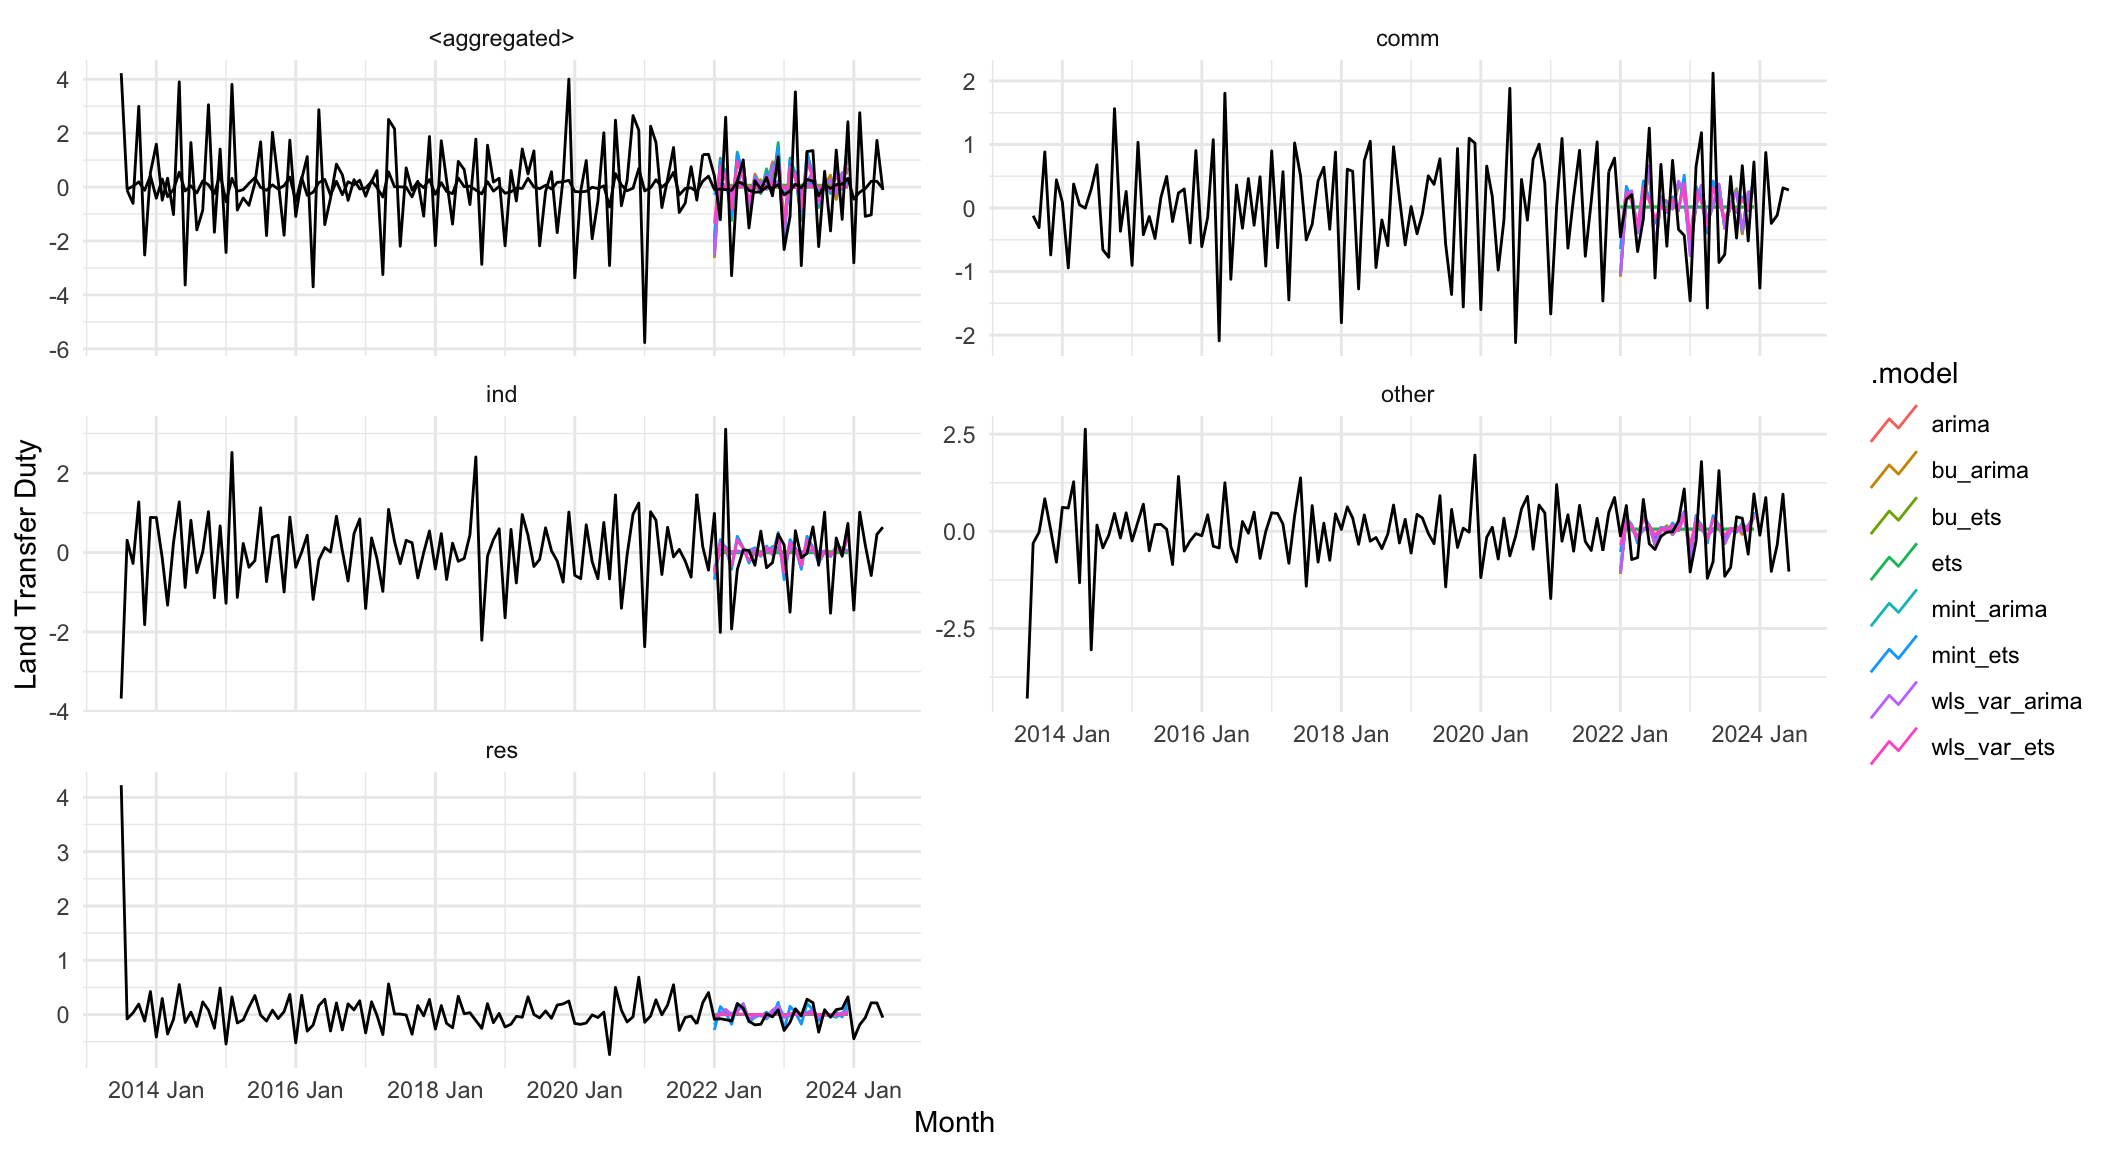 <aggregated>
4
2
0
-2
-4
-6
comm
2
1
0
-1
-2
ind
2
0
-2
-4
other
2.5
0.0
-2.5
2014 Jan 2016 Jan 2018 Jan 2020 Jan 2022 Jan 2024 Jan
res
4
3
2
1
0
2014 Jan 2016 Jan 2018 Jan 2020 Jan 2022 Jan 2024 Jan
Land Transfer Duty
Month
.model
arima
bu_arima
bu_ets
ets
mint_arima
mint_ets
wls_var_arima
wls_var_ets